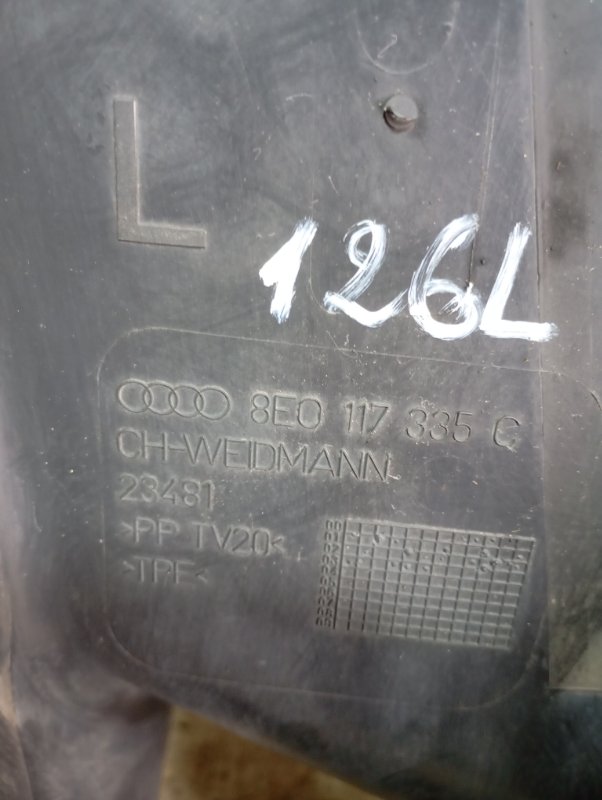 L
126L
8E0 117 335 C
CH-WEIDMANN
23481
>PP TV20<
>TPE<